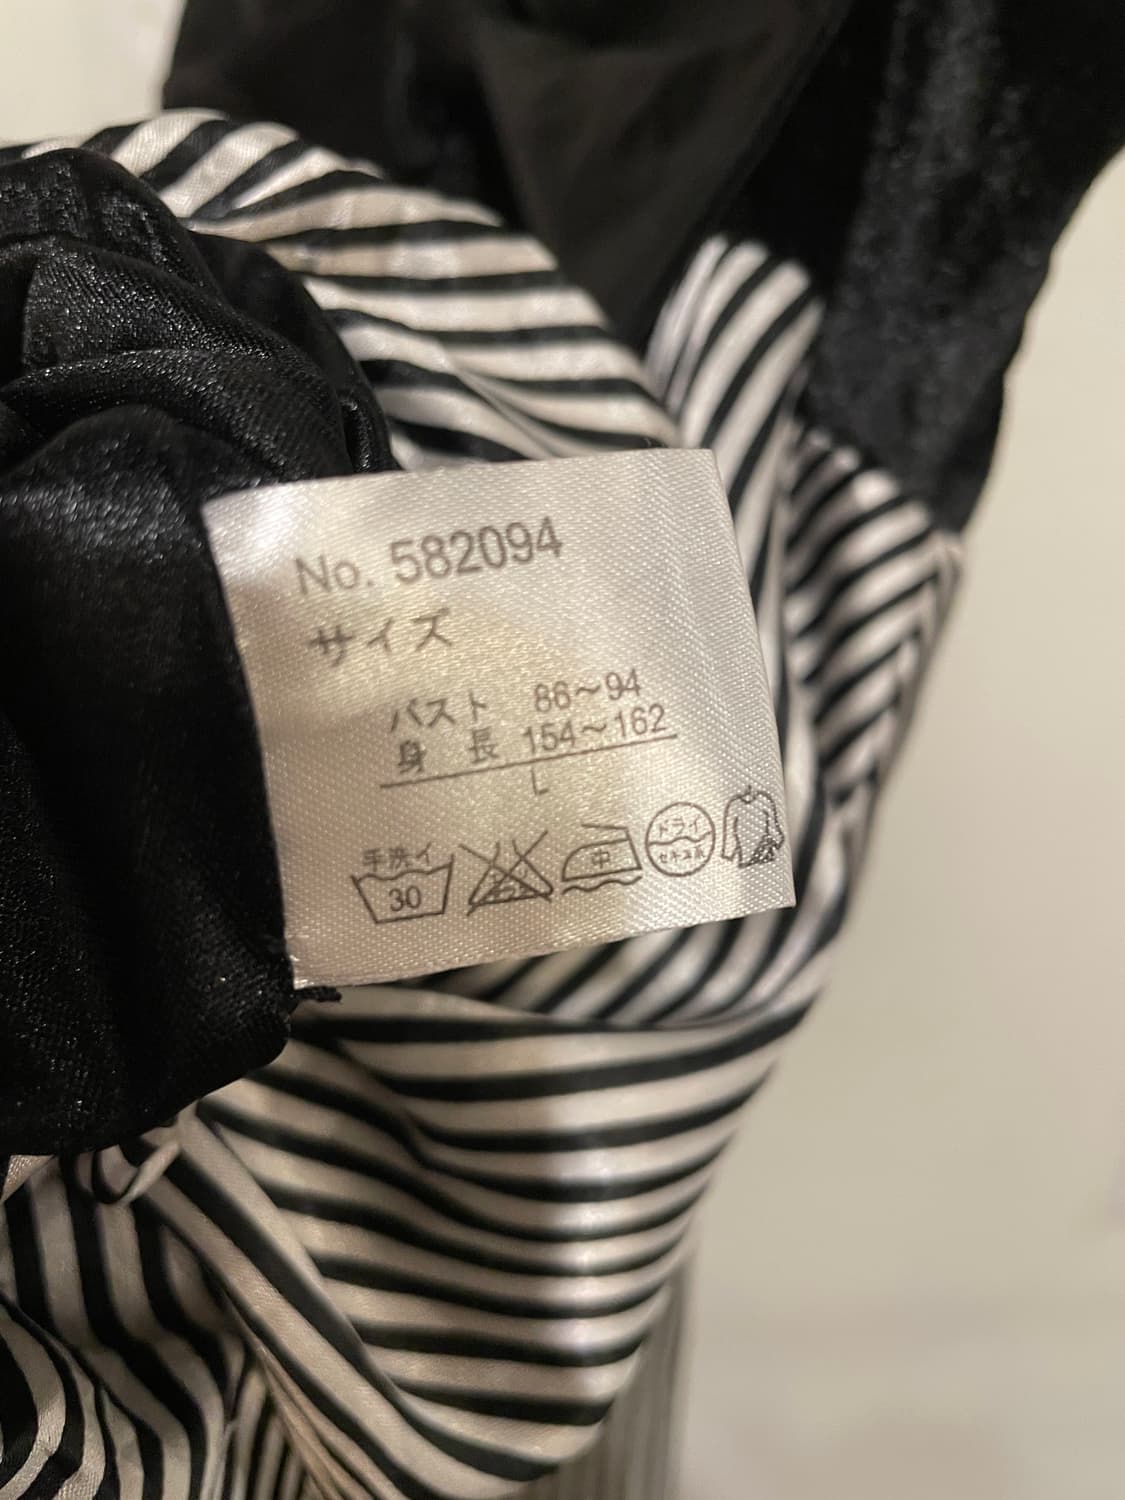 No. 582094
サイズ
バスト 86～94
身 長 154～162
L
手洗イ
30
中
ドライ
セキユ系